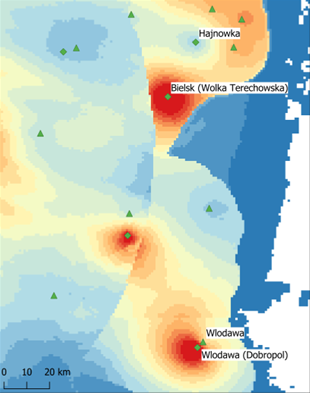 Hajnowka
Bielsk (Wolka Terechowska)
Wlodawa
Wlodawa (Dobropol)
0 10 20 km